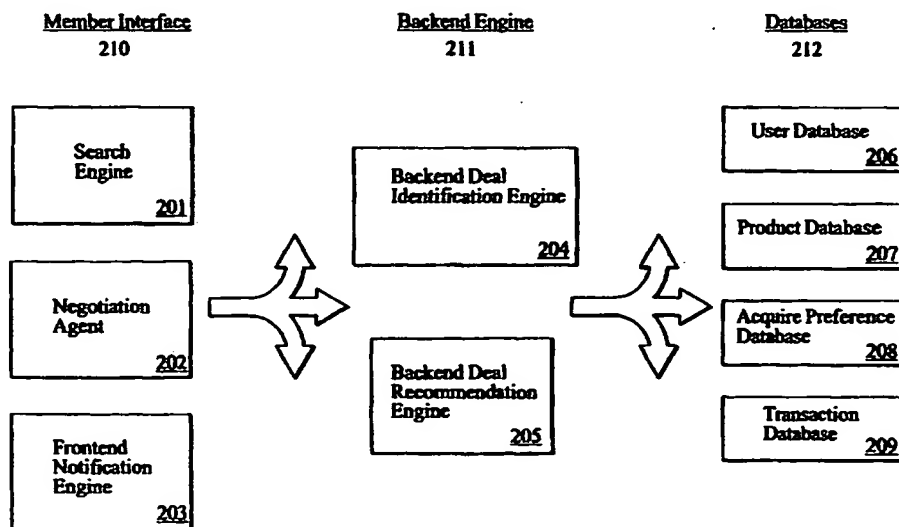 Member Interface
210
Search
Engine
201
Negotiation
Agent
202
Frontend
Notification
Engine
203
Backend Engine
211
Backend Deal
Identification Engine
204
Backend Deal
Recommendation
Engine
205
Databases
212
User Database
206
Product Database
207
Acquire Preference
Database
208
Transaction
Database
209